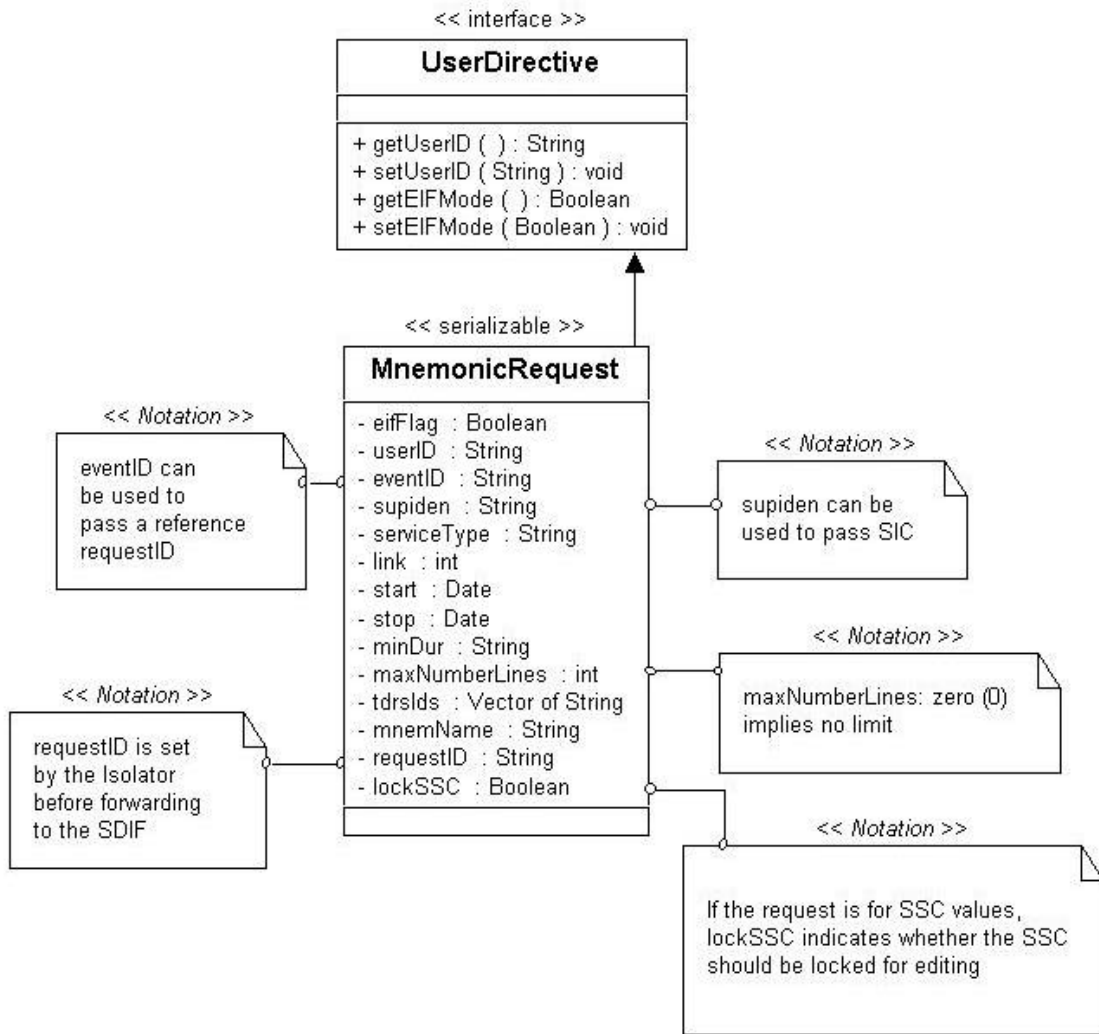 << interface >>
UserDirective
+ getUserID ( ) : String
+ setUserID ( String ) : void
+ getEIFMode ( ) : Boolean
+ setEIFMode ( Boolean ) : void
<< serializable >>
MnemonicRequest
- eifFlag : Boolean
- userID : String
- eventID : String
- supiden : String
- serviceType : String
- link : int
- start : Date
- stop : Date
- minDur : String
- maxNumberLines : int
- tdrsIds : Vector of String
- mnemName : String
- requestID : String
- lockSSC : Boolean
<< Notation >>
eventID can
be used to
pass a reference
requestID
<< Notation >>
requestID is set
by the Isolator
before forwarding
to the SDIF
<< Notation >>
supiden can be
used to pass SIC
<< Notation >>
maxNumberLines: zero (0)
implies no limit
<< Notation >>
If the request is for SSC values,
lockSSC indicates whether the SSC
should be locked for editing